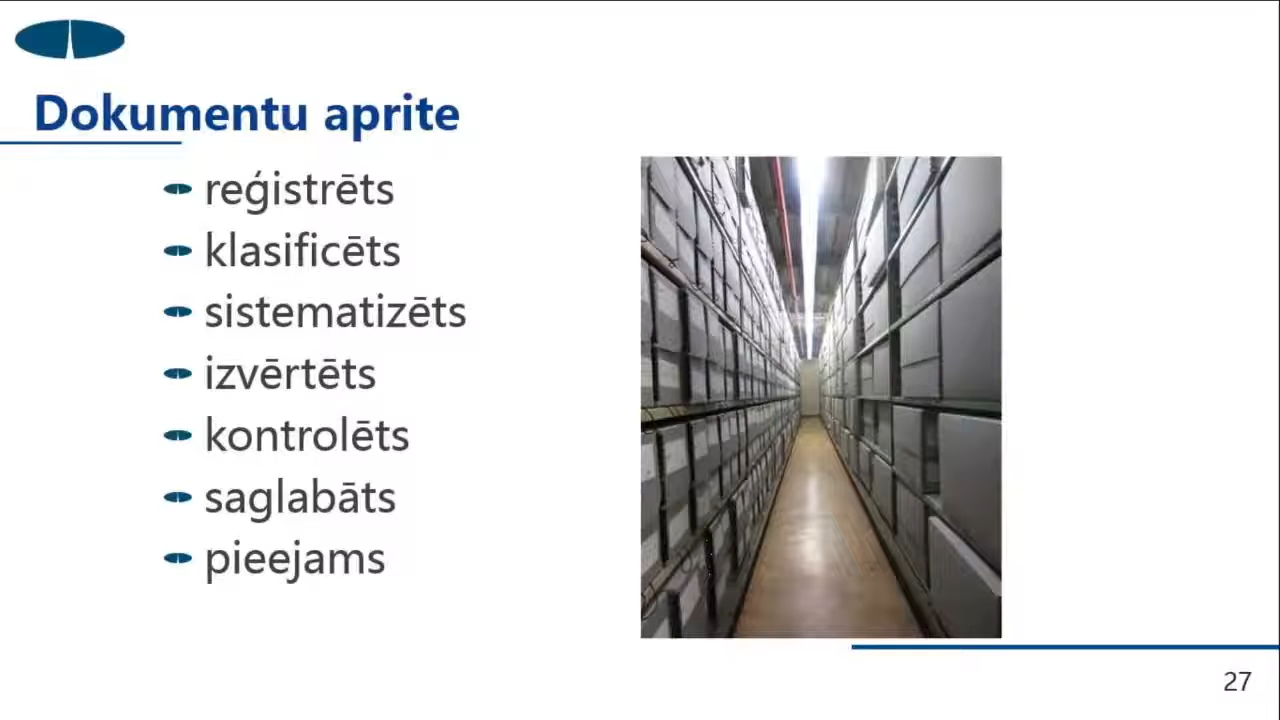 Dokumentu aprite
reģistrēts
klasificēts
sistematizēts
izvērtēts
kontrolēts
saglabāts
pieejams
27